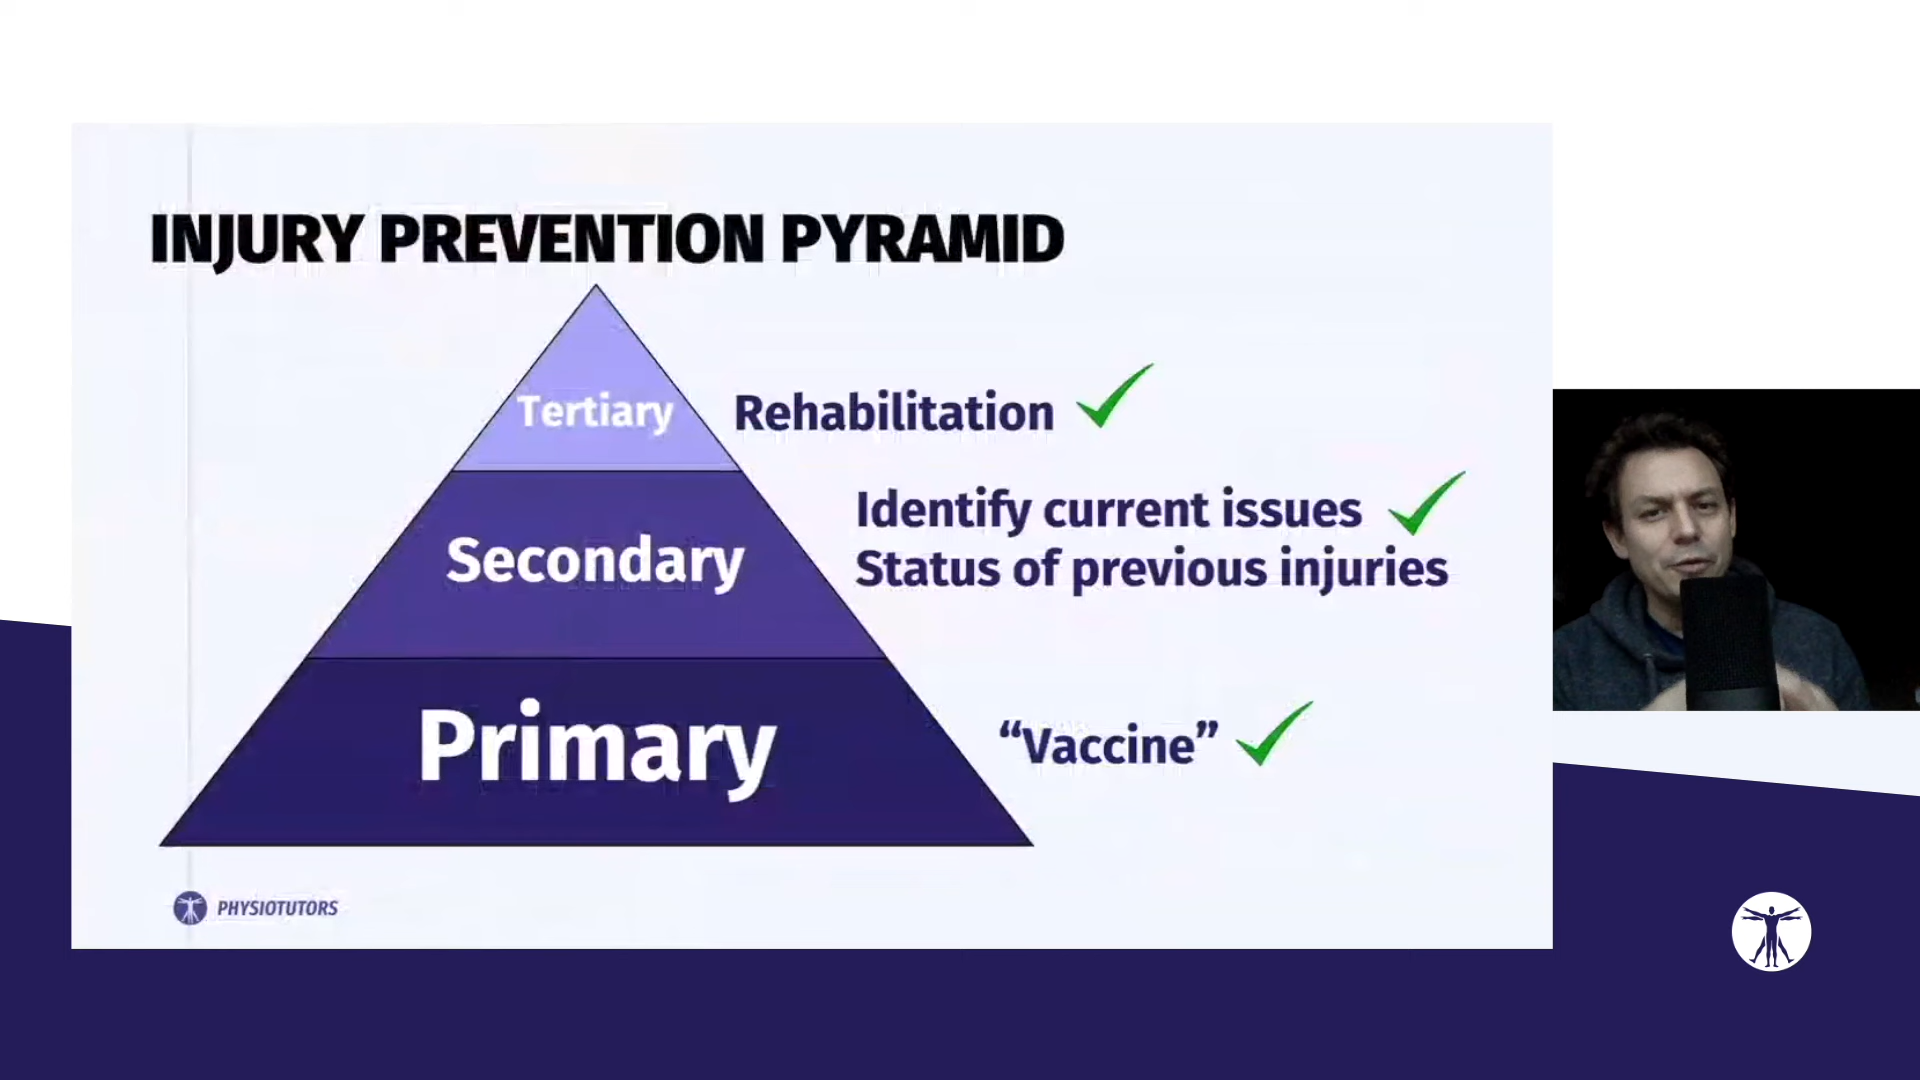 INJURY PREVENTION PYRAMID
Tertiary
Rehabilitation
Secondary
Identify current issues
Status of previous injuries
Primary
“Vaccine”
PHYSIOTUTORS